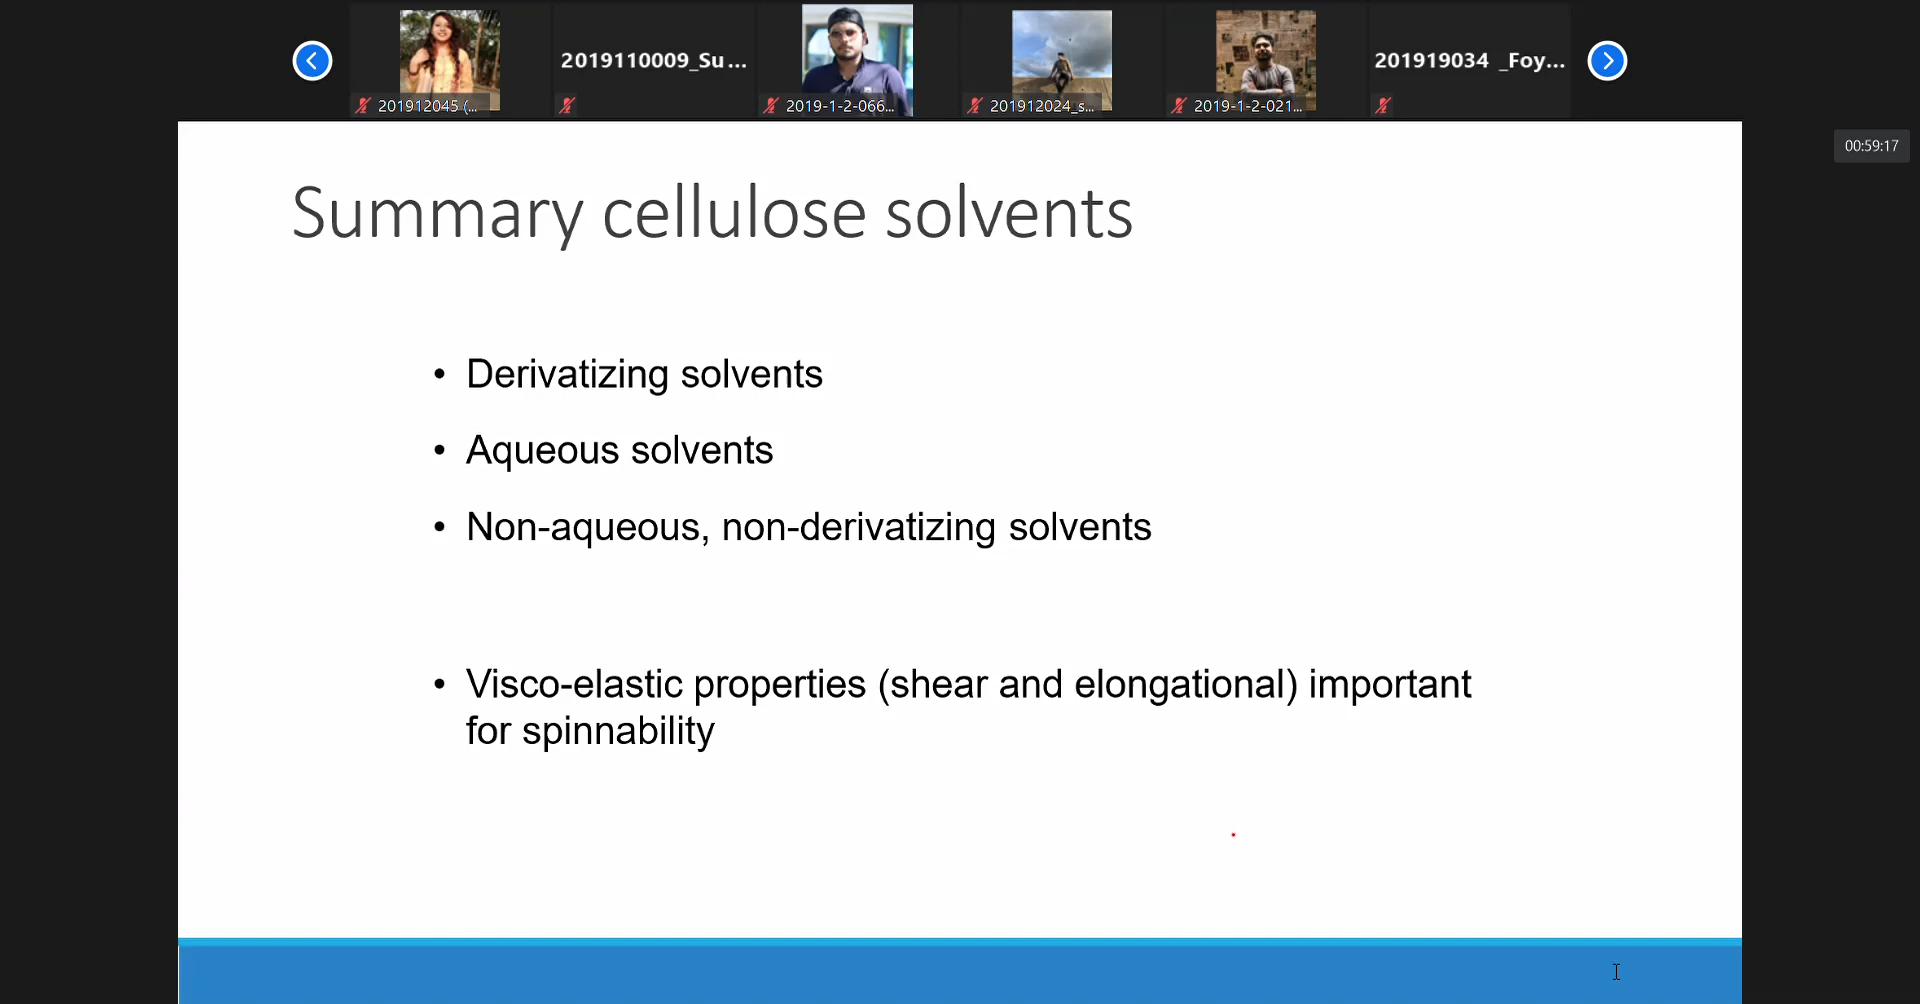 201912045 (...
2019110009_Su...
2019-1-2-066...
201912024_s...
2019-1-2-021...
201919034 _Foy...
00:59:17
Summary cellulose solvents
• Derivatizing solvents
• Aqueous solvents
• Non-aqueous, non-derivatizing solvents
• Visco-elastic properties (shear and elongational) important
for spinnability